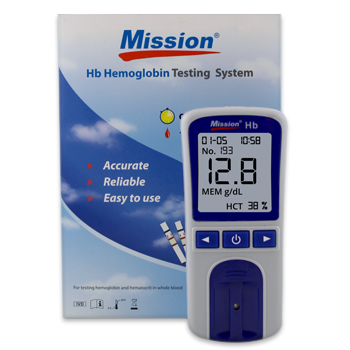 Mission®
Hb Hemoglobin Testing System
Accurate
Reliable
Easy to use
For testing hemoglobin and hematocrit in whole blood
IVD
Mission® Hb
01-05 10:58
No. 193
12.8
MEM g/dL
HCT 38 %